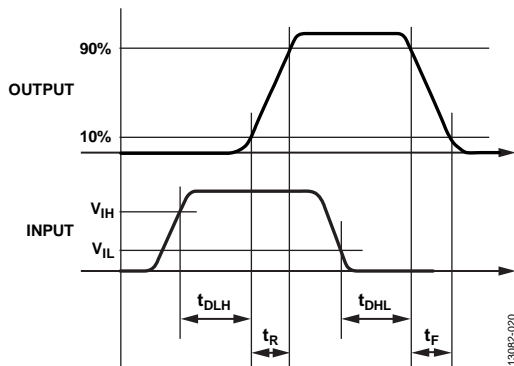 90%
OUTPUT
10%
V_IH
INPUT
V_IL
t_DLH
t_R
t_DHL
t_F
13082-020